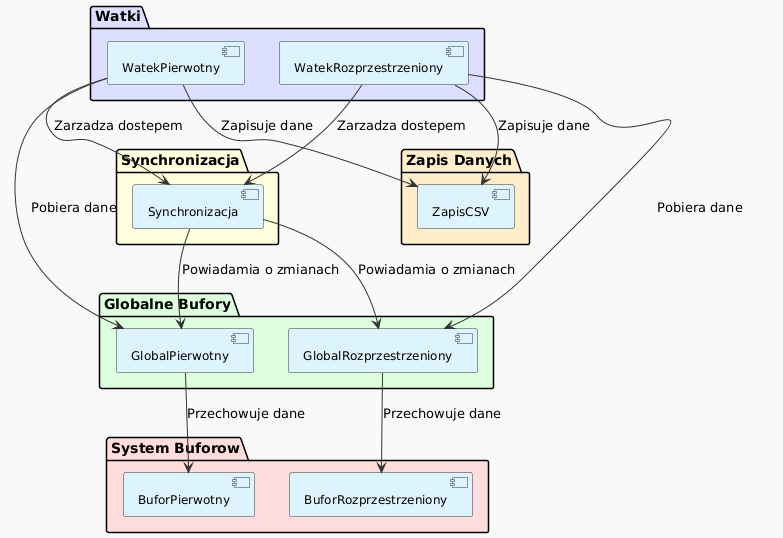 Watki
WatekPierwotny
WatekRozprzestrzeniony
Zarzadza dostepem
Zapisuje dane
Zarzadza dostepem
Zapisuje dane
Synchronizacja
Zapis Danych
Pobiera dane
Synchronizacja
ZapisCSV
Pobiera dane
Powiadamia o zmianach
Powiadamia o zmianach
Globalne Bufory
GlobalPierwotny
GlobalRozprzestrzeniony
Przechowuje dane
Przechowuje dane
System Buforow
BuforPierwotny
BuforRozprzestrzeniony